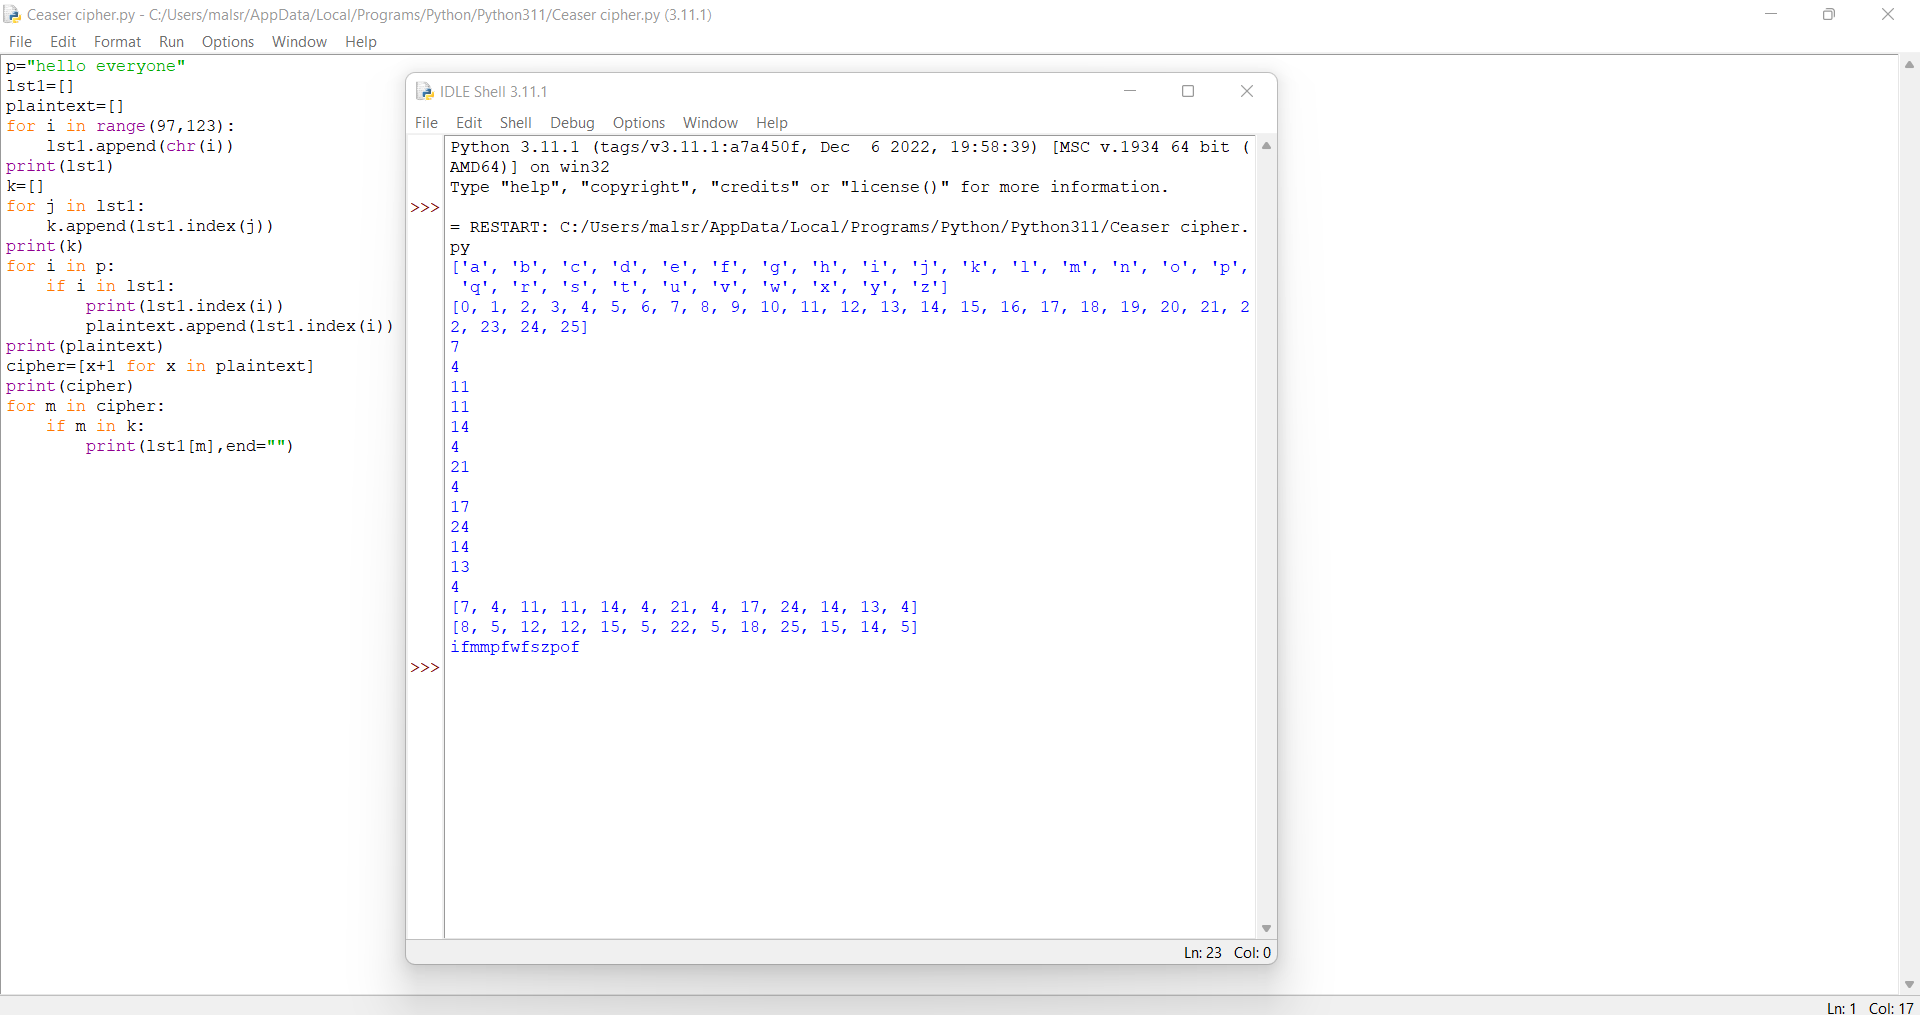 Ceaser cipher.py - C:/Users/malsr/AppData/Local/Programs/Python/Python311/Ceaser cipher.py (3.11.1)
File Edit Format Run Options Window Help
p="hello everyone"
lst1=[]
plaintext=[]
for i in range(97,123):
    lst1.append(chr(i))
print(lst1)
k=[]
for j in lst1:
    k.append(lst1.index(j))
print(k)
for i in p:
    if i in lst1:
        print(lst1.index(i))
        plaintext.append(lst1.index(i))
print(plaintext)
cipher=[x+1 for x in plaintext]
print(cipher)
for m in cipher:
    if m in k:
        print(lst1[m],end="")
IDLE Shell 3.11.1
File Edit Shell Debug Options Window Help
Python 3.11.1 (tags/v3.11.1:a7a450f, Dec  6 2022, 19:58:39) [MSC v.1934 64 bit (
AMD64)] on win32
Type "help", "copyright", "credits" or "license()" for more information.
>>>
= RESTART: C:/Users/malsr/AppData/Local/Programs/Python/Python311/Ceaser cipher.
py
['a', 'b', 'c', 'd', 'e', 'f', 'g', 'h', 'i', 'j', 'k', 'l', 'm', 'n', 'o', 'p',
 'q', 'r', 's', 't', 'u', 'v', 'w', 'x', 'y', 'z']
[0, 1, 2, 3, 4, 5, 6, 7, 8, 9, 10, 11, 12, 13, 14, 15, 16, 17, 18, 19, 20, 21, 2
2, 23, 24, 25]
7
4
11
11
14
4
21
4
17
24
14
13
4
[7, 4, 11, 11, 14, 4, 21, 4, 17, 24, 14, 13, 4]
[8, 5, 12, 12, 15, 5, 22, 5, 18, 25, 15, 14, 5]
ifmmpfwfszpof
>>>
Ln: 23 Col: 0
Ln: 1 Col: 17